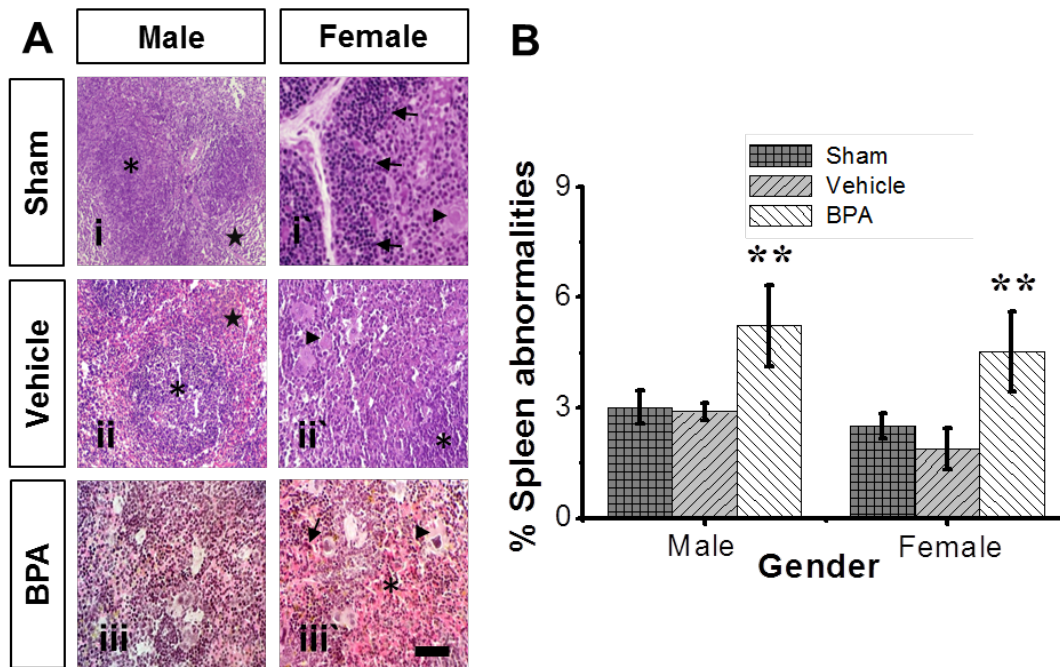 A
Male
Female
Sham
i
i`
Vehicle
ii
ii`
BPA
iii
iii`
B
Sham
Vehicle
BPA
% Spleen abnormalities
9
6
3
0
**
**
Male
Female
Gender